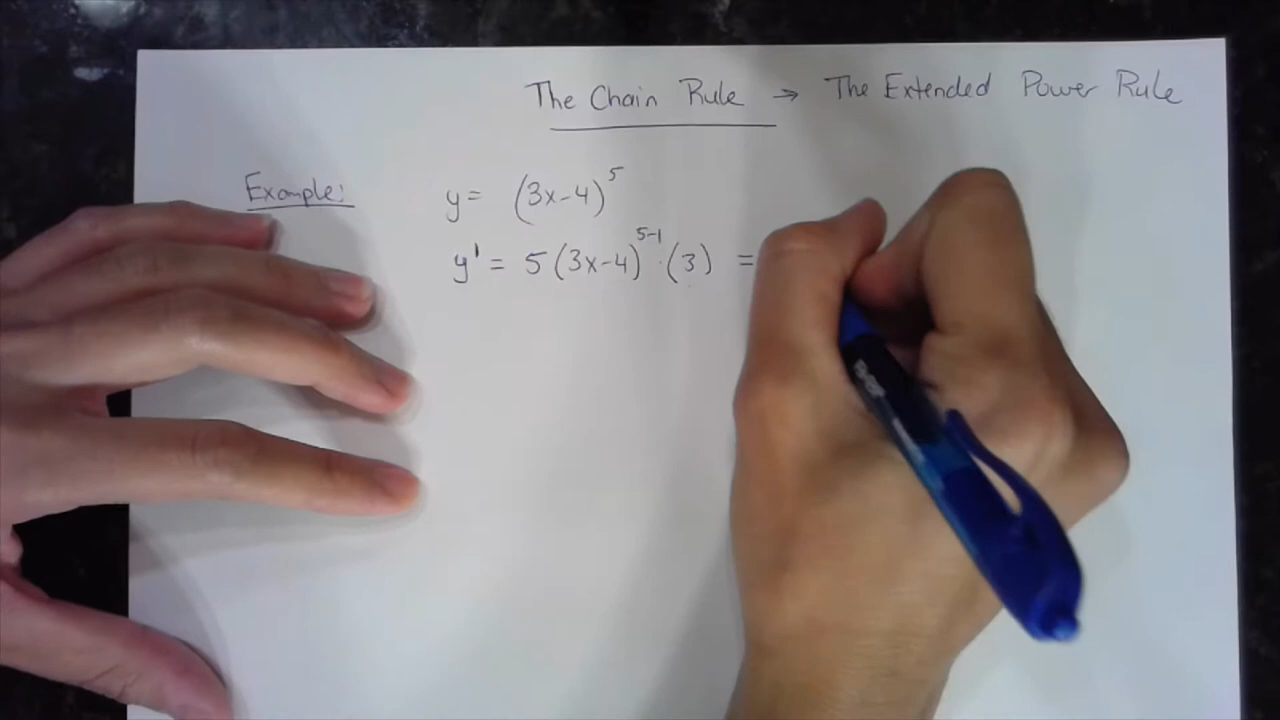 The Chain Rule → The Extended Power Rule
Example:
y = (3x-4)^5
y' = 5(3x-4)^{5-1} · (3) =